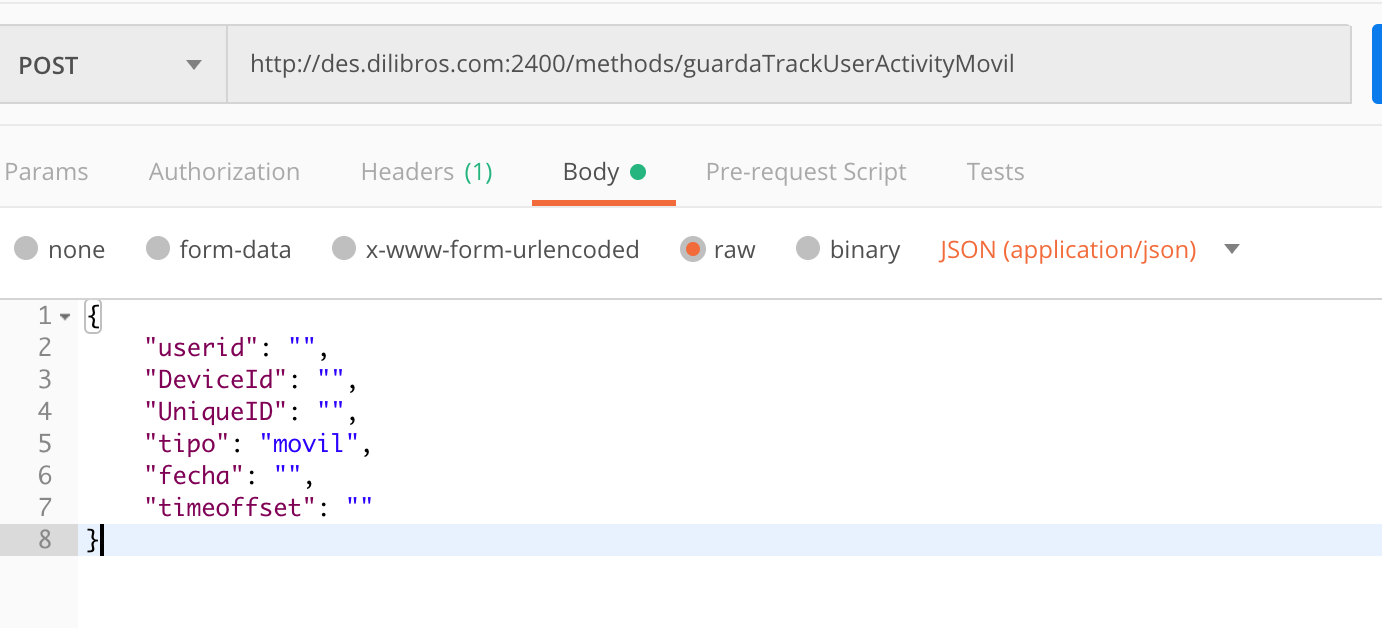 POST http://des.dilibros.com:2400/methods/guardaTrackUserActivityMovil
Params Authorization Headers (1) Body Pre-request Script Tests
none form-data x-www-form-urlencoded raw binary JSON (application/json)
1 {
2 "userid": "",
3 "DeviceId": "",
4 "UniqueID": "",
5 "tipo": "movil",
6 "fecha": "",
7 "timeoffset": ""
8 }